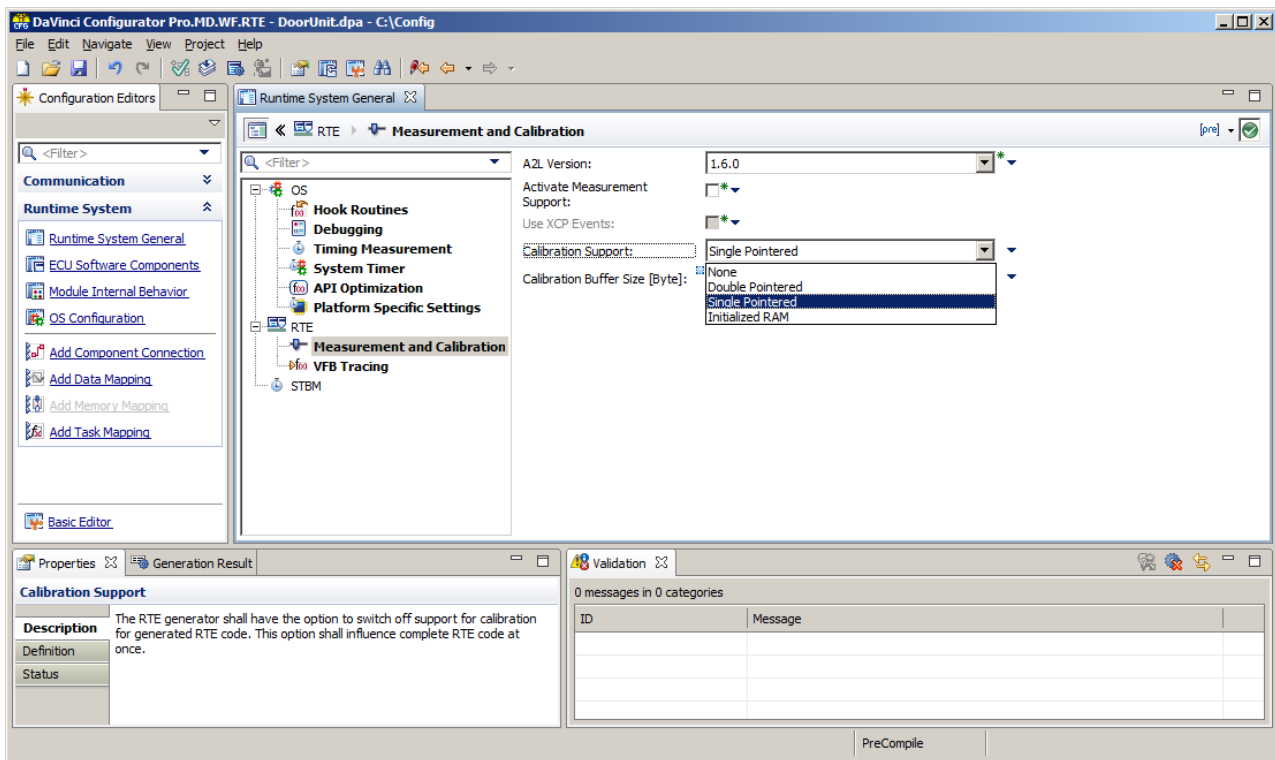 DaVinci Configurator Pro.MD.WF.RTE - DoorUnit.dpa - C:\Config
File Edit Navigate View Project Help
Configuration Editors
Runtime System General
RTE Measurement and Calibration
[pre]
<Filter>
Communication
Runtime System
Runtime System General
ECU Software Components
Module Internal Behavior
OS Configuration
Add Component Connection
Add Data Mapping
Add Memory Mapping
Add Task Mapping
Basic Editor
<Filter>
OS
Hook Routines
Debugging
Timing Measurement
System Timer
API Optimization
Platform Specific Settings
RTE
Measurement and Calibration
VFB Tracing
STBM
A2L Version: 1.6.0
Activate Measurement
Support:
Use XCP Events:
Calibration Support: Single Pointered
Calibration Buffer Size [Byte]:
None
Double Pointered
Single Pointered
Initialized RAM
Properties Generation Result
Calibration Support
Description
Definition
Status
The RTE generator shall have the option to switch off support for calibration
for generated RTE code. This option shall influence complete RTE code at
once.
Validation
0 messages in 0 categories
ID Message
PreCompile